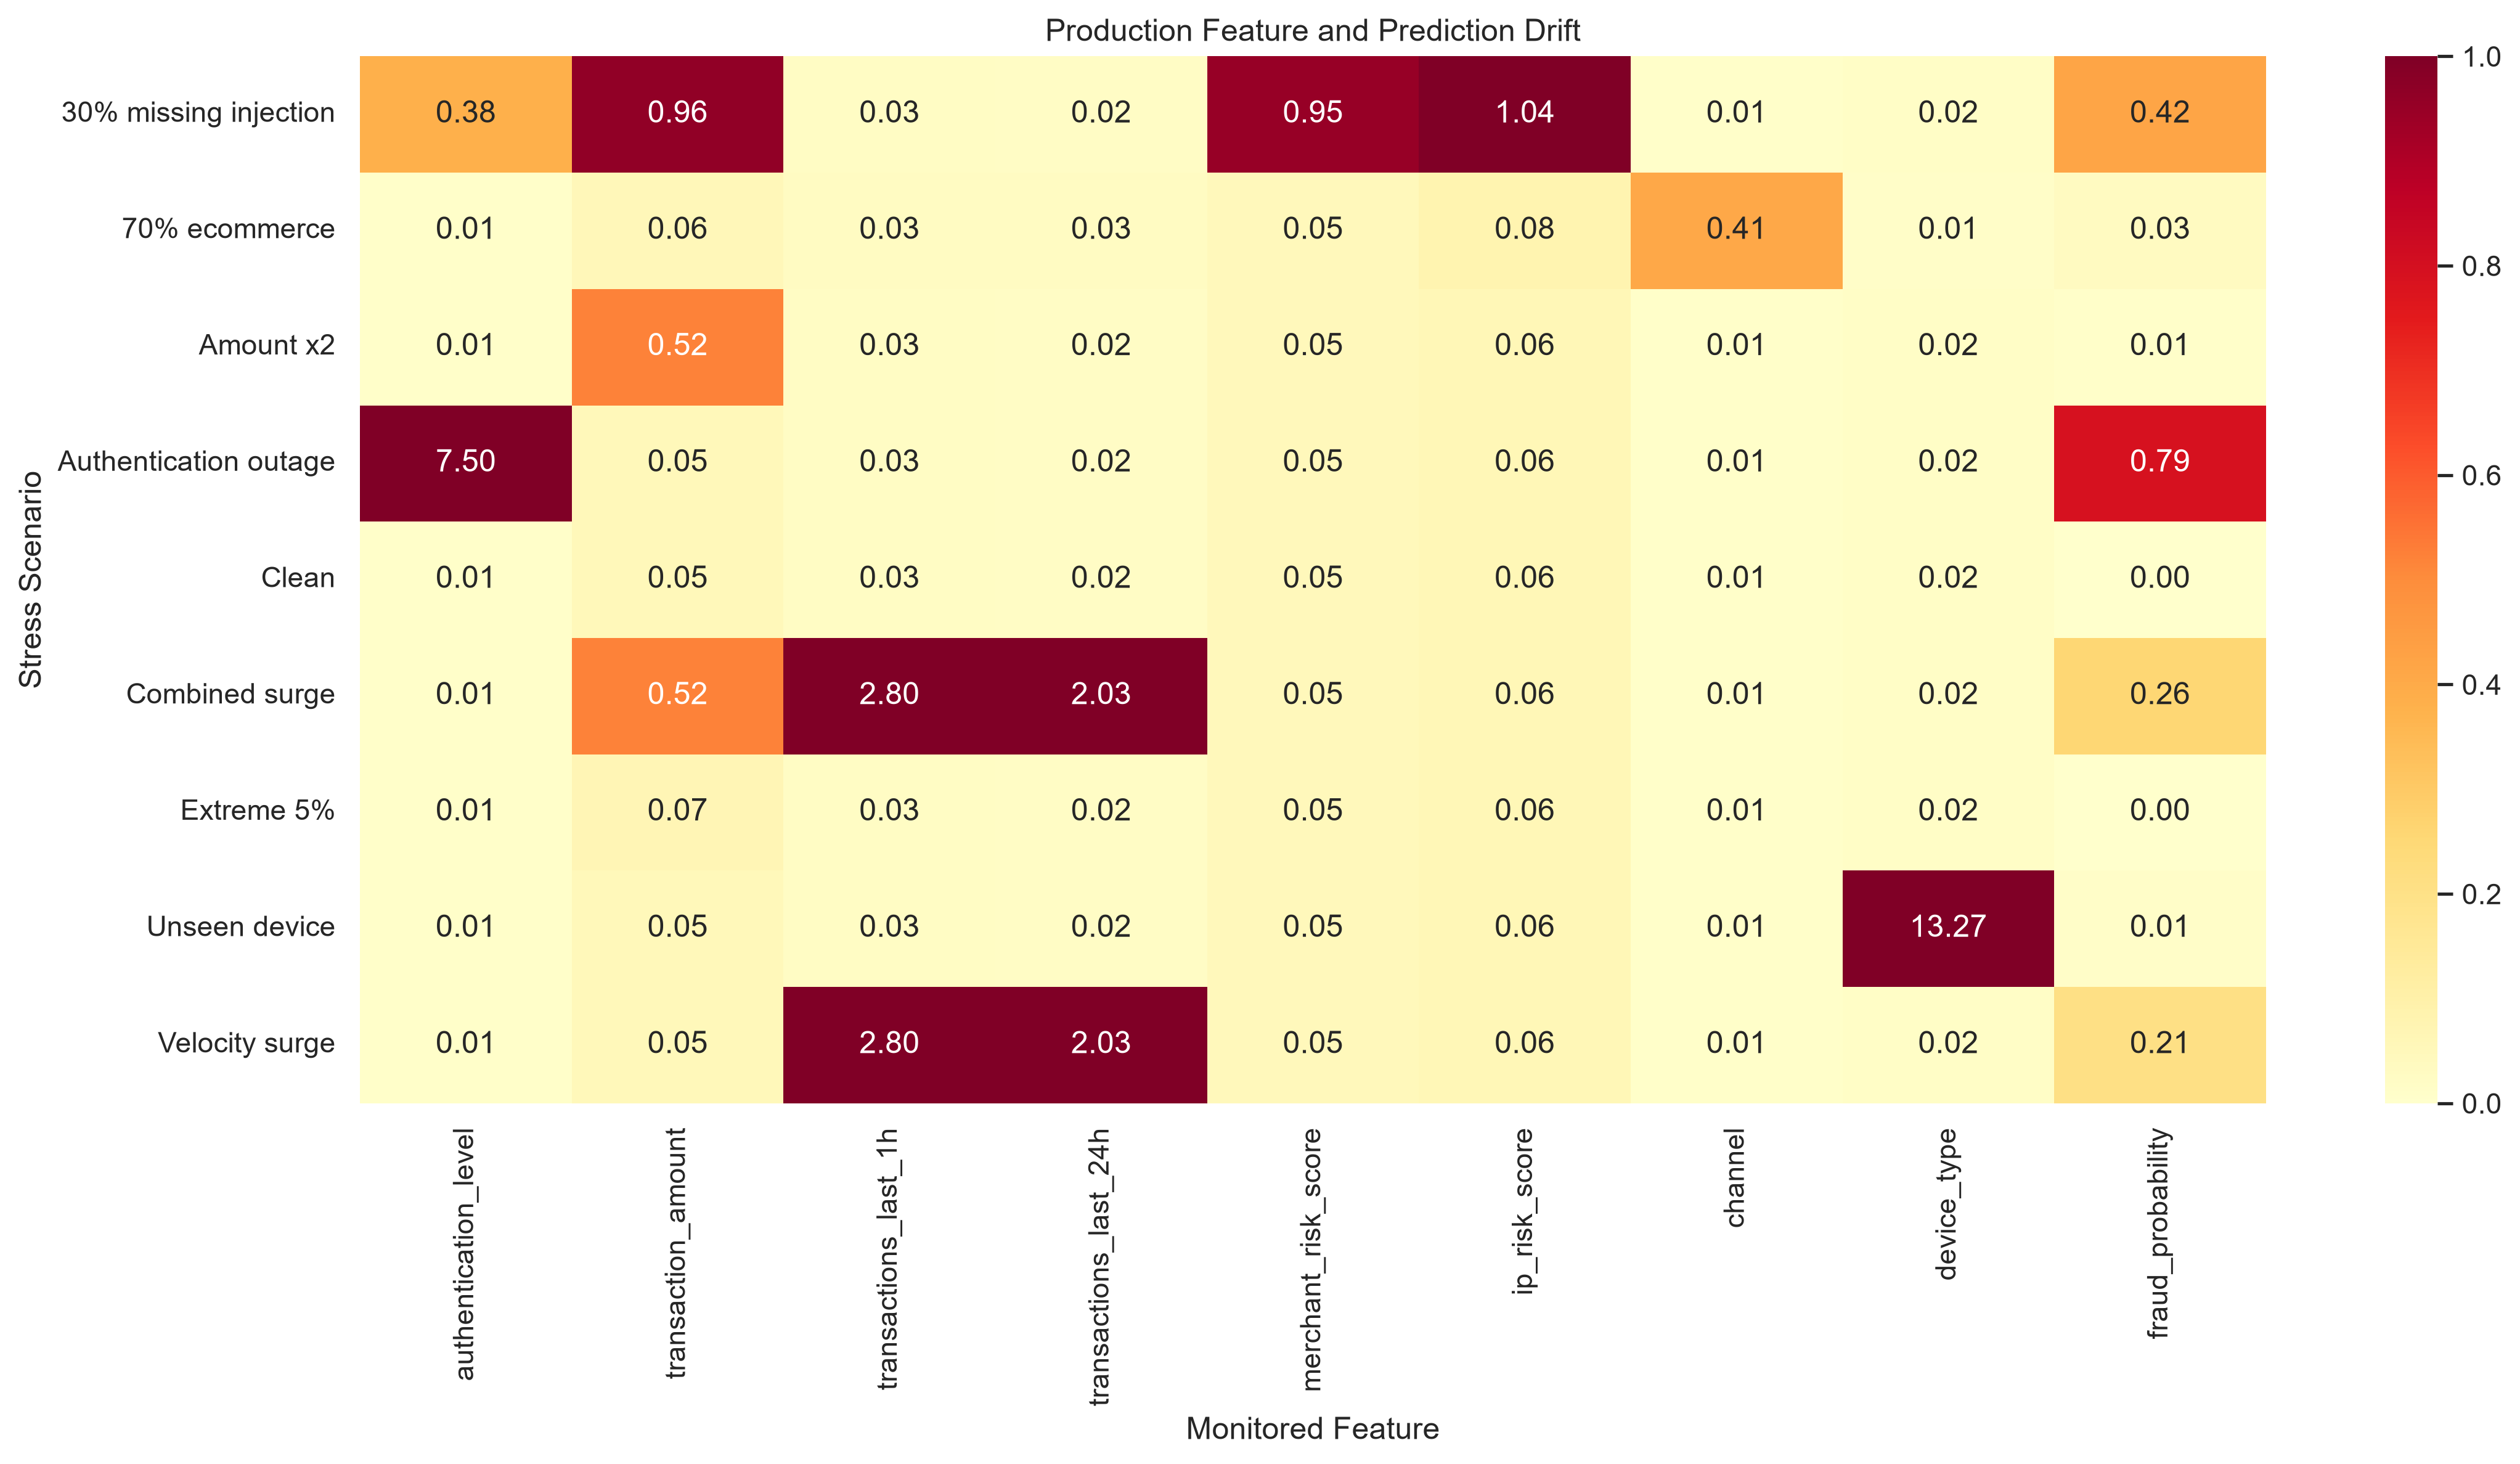 Production Feature and Prediction Drift
Stress Scenario
30% missing injection 0.38 0.96 0.03 0.02 0.95 1.04 0.01 0.02 0.42
70% ecommerce 0.01 0.06 0.03 0.03 0.05 0.08 0.41 0.01 0.03
Amount x2 0.01 0.52 0.03 0.02 0.05 0.06 0.01 0.02 0.01
Authentication outage 7.50 0.05 0.03 0.02 0.05 0.06 0.01 0.02 0.79
Clean 0.01 0.05 0.03 0.02 0.05 0.06 0.01 0.02 0.00
Combined surge 0.01 0.52 2.80 2.03 0.05 0.06 0.01 0.02 0.26
Extreme 5% 0.01 0.07 0.03 0.02 0.05 0.06 0.01 0.02 0.00
Unseen device 0.01 0.05 0.03 0.02 0.05 0.06 0.01 13.27 0.01
Velocity surge 0.01 0.05 2.80 2.03 0.05 0.06 0.01 0.02 0.21
authentication_level
transaction_amount
transactions_last_1h
transactions_last_24h
merchant_risk_score
ip_risk_score
channel
device_type
fraud_probability
Monitored Feature
1.0
0.8
0.6
0.4
0.2
0.0